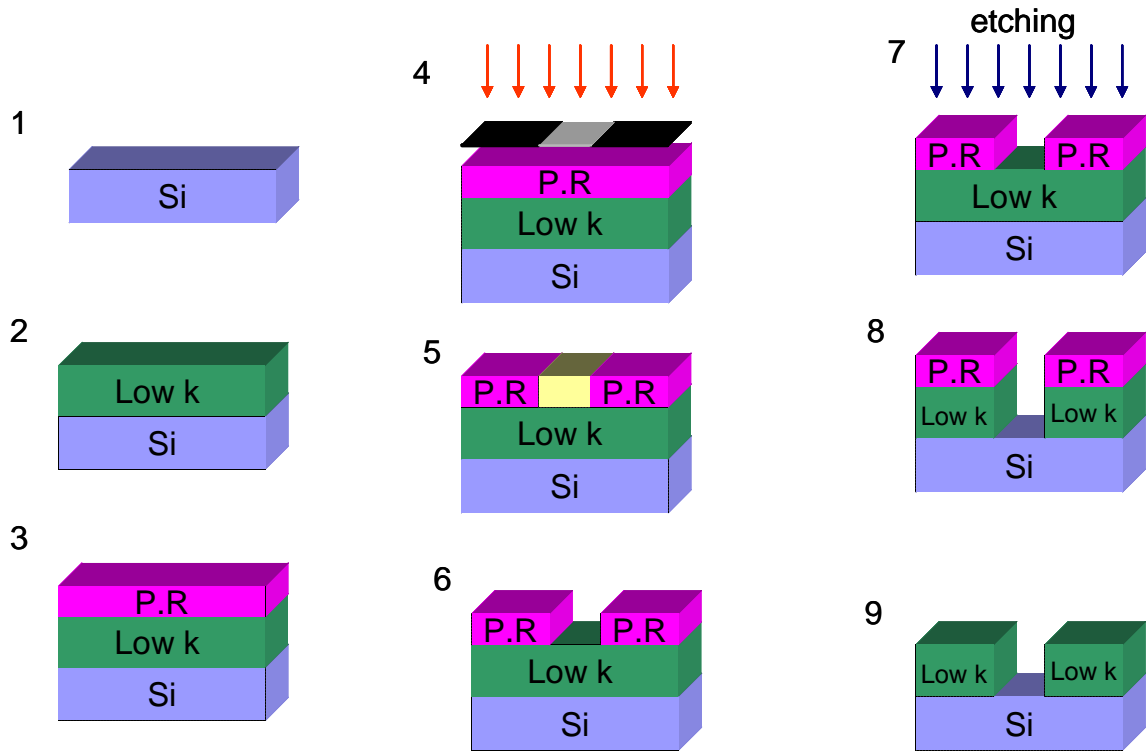 1
Si
2
Low k
Si
3
P.R
Low k
Si
4
P.R
Low k
Si
5
P.R P.R
Low k
Si
6
P.R P.R
Low k
Si
etching
7
P.R P.R
Low k
Si
8
P.R P.R
Low k Low k
Si
9
Low k Low k
Si